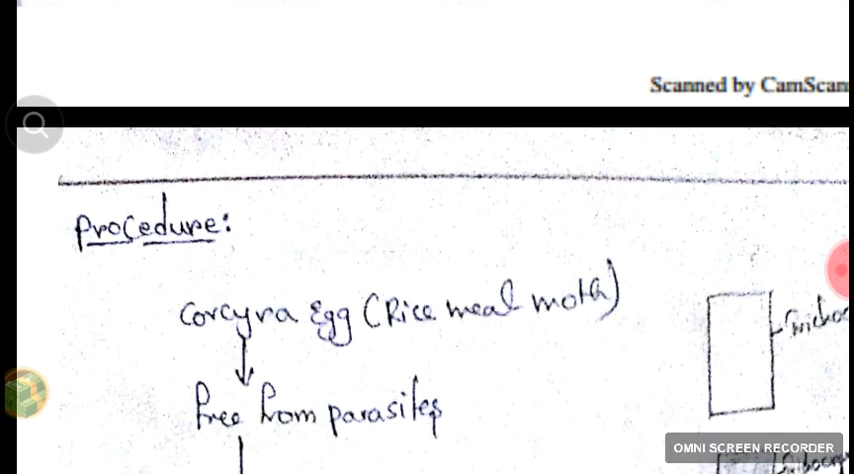 Scanned by CamScan
Procedure:
Corcyra Egg (Rice meal moth)
Free from parasites
OMNI SCREEN RECORDER